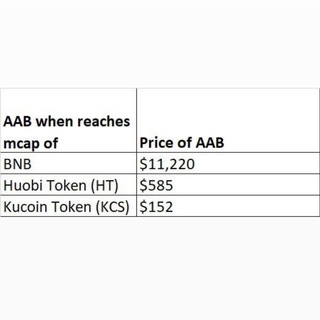 AAB when reaches
mcap of Price of AAB
BNB $11,220
Huobi Token (HT) $585
Kucoin Token (KCS) $152